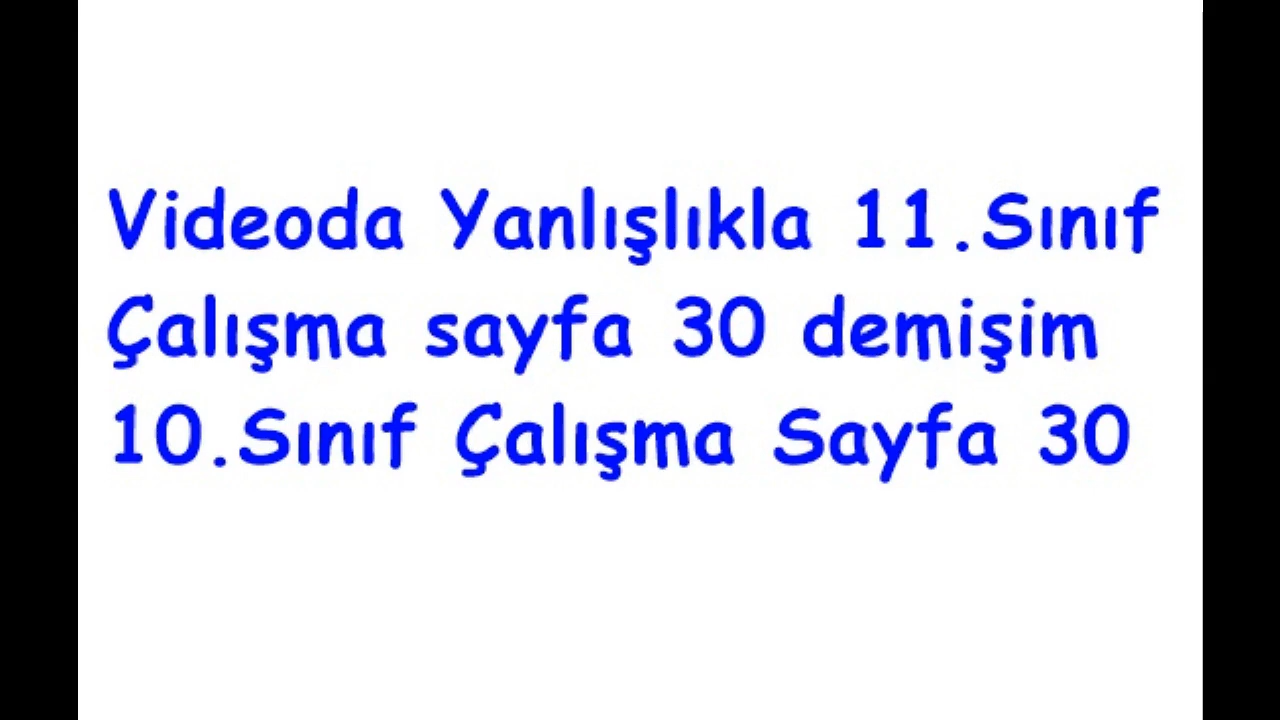 Videoda Yanlışlıkla 11.Sınıf
Çalışma sayfa 30 demişim
10.Sınıf Çalışma Sayfa 30